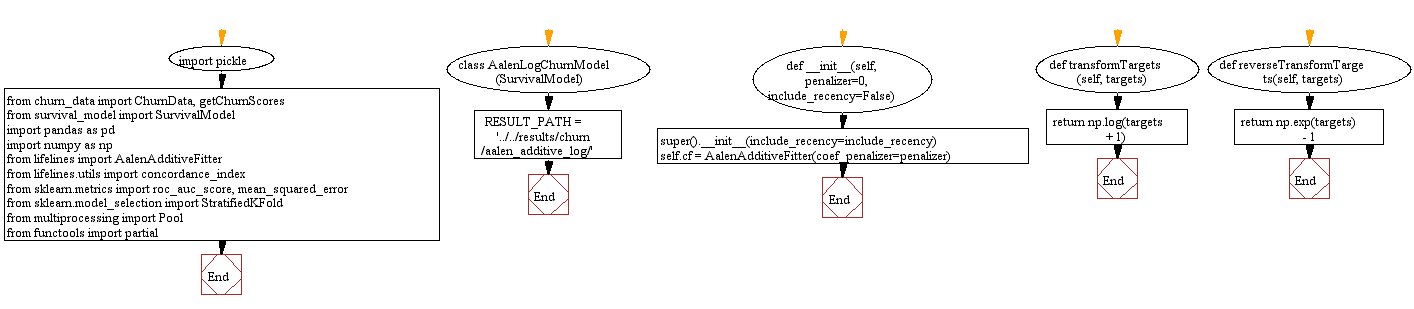 import pickle
from churn_data import ChurnData, getChurnScores
from survival_model import SurvivalModel
import pandas as pd
import numpy as np
from lifelines import AalenAdditiveFitter
from lifelines.utils import concordance_index
from sklearn.metrics import roc_auc_score, mean_squared_error
from sklearn.model_selection import StratifiedKFold
from multiprocessing import Pool
from functools import partial
End
class AalenLogChurnModel
(SurvivalModel)
RESULT_PATH =
'../../results/churn
/aalen_additive_log/'
End
def __init__(self,
penalizer=0,
include_recency=False)
super().__init__(include_recency=include_recency)
self.cf = AalenAdditiveFitter(coef_penalizer=penalizer)
End
def transformTargets
(self, targets)
return np.log(targets
+ 1)
End
def reverseTransformTarge
ts(self, targets)
return np.exp(targets)
- 1
End